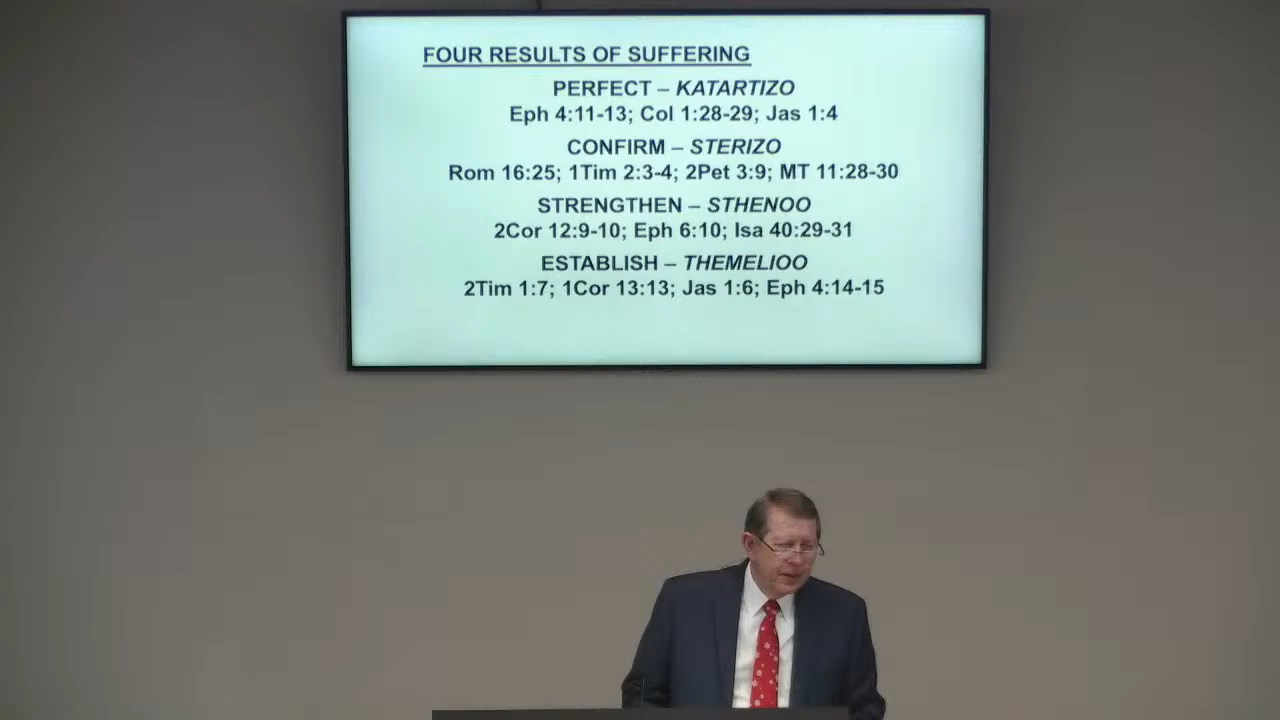 FOUR RESULTS OF SUFFERING
PERFECT – KATARTIZO
Eph 4:11-13; Col 1:28-29; Jas 1:4
CONFIRM – STERIZO
Rom 16:25; 1Tim 2:3-4; 2Pet 3:9; MT 11:28-30
STRENGTHEN – STHENOO
2Cor 12:9-10; Eph 6:10; Isa 40:29-31
ESTABLISH – THEMELIOO
2Tim 1:7; 1Cor 13:13; Jas 1:6; Eph 4:14-15